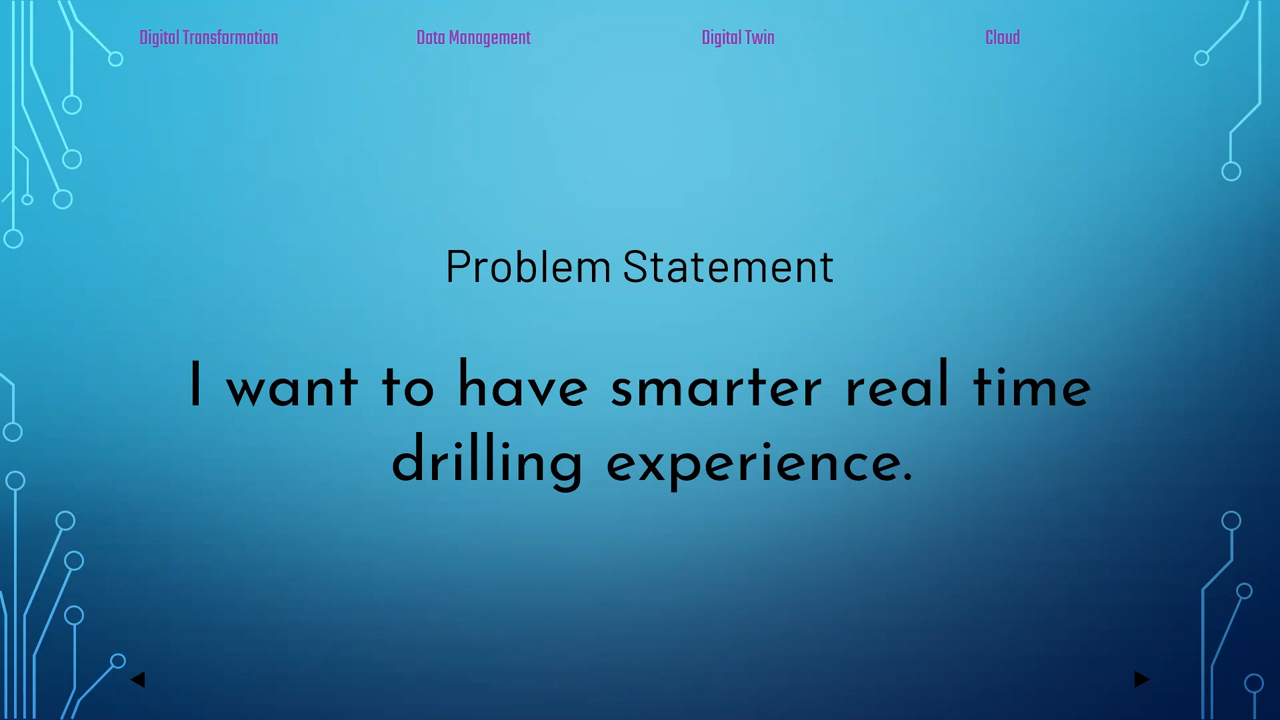 Digital Transformation Data Management Digital Twin Cloud
Problem Statement
I want to have smarter real time
drilling experience.